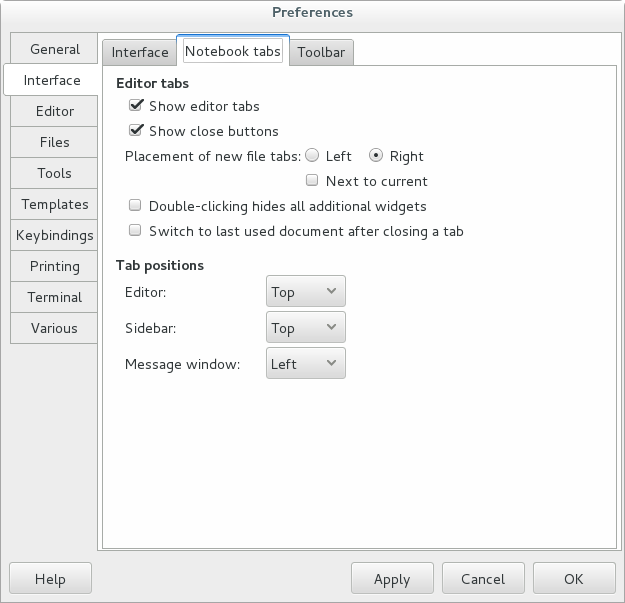 Preferences
General
Interface
Editor
Files
Tools
Templates
Keybindings
Printing
Terminal
Various
Interface Notebook tabs Toolbar
Editor tabs
Show editor tabs
Show close buttons
Placement of new file tabs: Left Right
Next to current
Double-clicking hides all additional widgets
Switch to last used document after closing a tab
Tab positions
Editor: Top
Sidebar: Top
Message window: Left
Help Apply Cancel OK